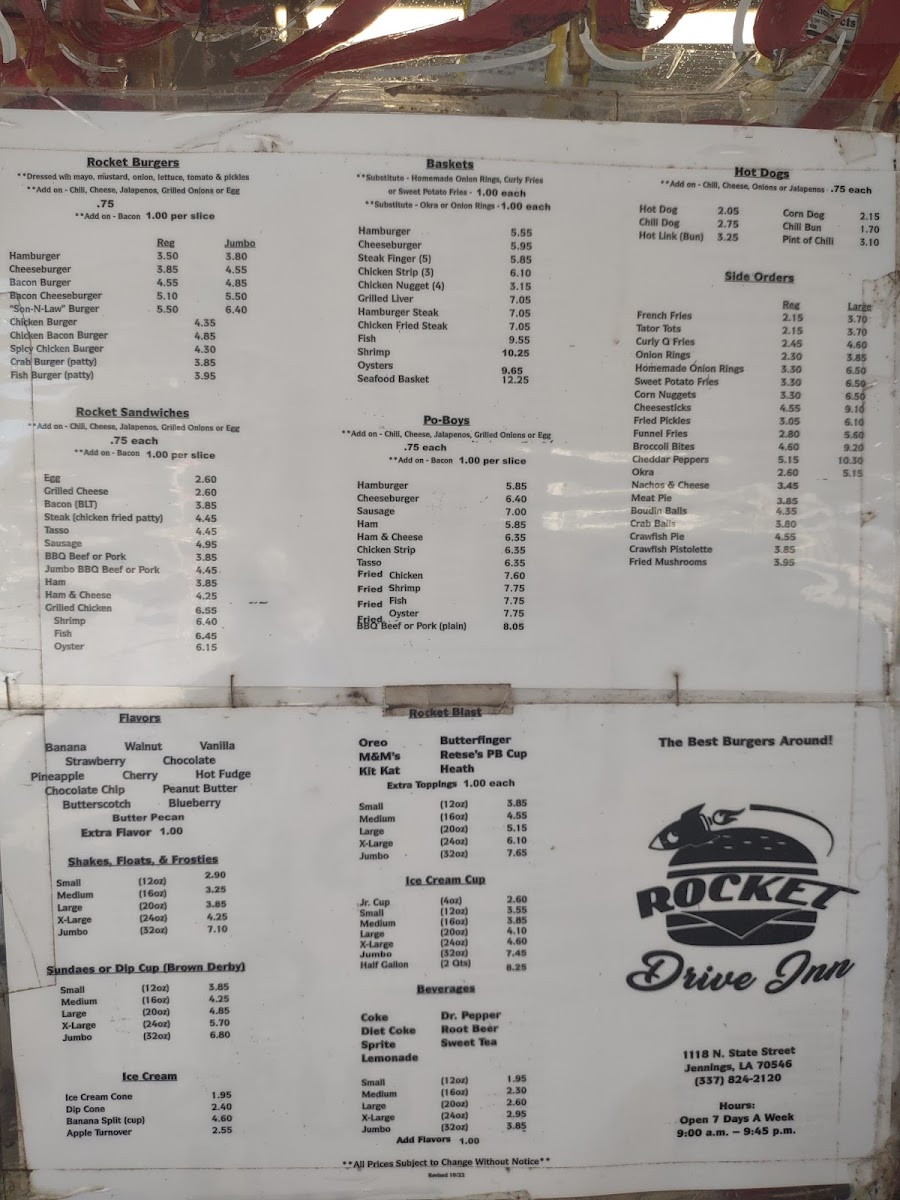 Rocket Burgers
**Dressed wih mayo, mustard, onion, lettuce, tomato & pickles
**Add on - Chili, Cheese, Jalapenos, Grilled Onions or Egg
.75
**Add on - Bacon 1.00 per slice
Reg Jumbo
Hamburger 3.50 3.80
Cheeseburger 3.85 4.55
Bacon Burger 4.55 4.85
Bacon Cheeseburger 5.10 5.50
"Son-N-Law" Burger 5.50 6.40
Chicken Burger 4.35
Chicken Bacon Burger 4.85
Spicy Chicken Burger 4.30
Crab Burger (patty) 3.85
Fish Burger (patty) 3.95
Rocket Sandwiches
**Add on - Chili, Cheese, Jalapenos, Grilled Onions or Egg
.75 each
**Add on - Bacon 1.00 per slice
Egg 2.60
Grilled Cheese 2.60
Bacon (BLT) 3.85
Steak (chicken fried patty) 4.45
Tasso 4.45
Sausage 4.95
BBQ Beef or Pork 3.85
Jumbo BBQ Beef or Pork 4.45
Ham 3.85
Ham & Cheese 4.25
Grilled Chicken 6.55
Shrimp 6.40
Fish 6.45
Oyster 6.15
Baskets
**Substitute - Homemade Onion Rings, Curly Fries
or Sweet Potato Fries - 1.00 each
**Substitute - Okra or Onion Rings -1.00 each
Hamburger 5.55
Cheeseburger 5.95
Steak Finger (5) 5.85
Chicken Strip (3) 6.10
Chicken Nugget (4) 3.15
Grilled Liver 7.05
Hamburger Steak 7.05
Chicken Fried Steak 7.05
Fish 9.55
Shrimp 10.25
Oysters 9.65
Seafood Basket 12.25
Po-Boys
**Add on - Chili, Cheese, Jalapenos, Grilled Onions or Egg
.75 each
**Add on - Bacon 1.00 per slice
Hamburger 5.85
Cheeseburger 6.40
Sausage 7.00
Ham 5.85
Ham & Cheese 6.35
Chicken Strip 6.35
Tasso 6.35
Fried Chicken 7.60
Fried Shrimp 7.75
Fried Fish 7.75
Fried Oyster 7.75
BBQ Beef or Pork (plain) 8.05
Hot Dogs
**Add on - Chili, Cheese, Onions or Jalapenos - .75 each
Hot Dog 2.05 Corn Dog 2.15
Chili Dog 2.75 Chili Bun 1.70
Hot Link (Bun) 3.25 Pint of Chili 3.10
Side Orders
Reg Large
French Fries 2.15 3.70
Tator Tots 2.15 3.70
Curly Q Fries 2.45 4.60
Onion Rings 2.30 3.85
Homemade Onion Rings 3.30 6.50
Sweet Potato Fries 3.30 6.50
Corn Nuggets 3.30 6.50
Cheesesticks 4.55 9.10
Fried Pickles 3.05 6.10
Funnel Fries 2.80 5.60
Broccoli Bites 4.60 9.20
Cheddar Peppers 5.15 10.30
Okra 2.60 5.15
Nachos & Cheese 3.45
Meat Pie 3.85
Boudin Balls 4.35
Crab Balls 3.80
Crawfish Pie 4.55
Crawfish Pistolette 3.85
Fried Mushrooms 3.95
Flavors
Banana Walnut Vanilla
Strawberry Chocolate
Pineapple Cherry Hot Fudge
Chocolate Chip Peanut Butter
Butterscotch Blueberry
Butter Pecan
Extra Flavor 1.00
Shakes, Floats, & Frosties
Small (12oz) 2.90
Medium (16oz) 3.25
Large (20oz) 3.85
X-Large (24oz) 4.25
Jumbo (32oz) 7.10
Sundaes or Dip Cup (Brown Derby)
Small (12oz) 3.85
Medium (16oz) 4.25
Large (20oz) 4.85
X-Large (24oz) 5.70
Jumbo (32oz) 6.80
Ice Cream
Ice Cream Cone 1.95
Dip Cone 2.40
Banana Split (cup) 4.60
Apple Turnover 2.55
Rocket Blast
Oreo Butterfinger
M&M's Reese's PB Cup
Kit Kat Heath
Extra Toppings 1.00 each
Small (12oz) 3.85
Medium (16oz) 4.55
Large (20oz) 5.15
X-Large (24oz) 6.10
Jumbo (32oz) 7.65
Ice Cream Cup
Jr. Cup (4oz) 2.60
Small (12oz) 3.55
Medium (16oz) 3.85
Large (20oz) 4.10
X-Large (24oz) 4.60
Jumbo (32oz) 7.45
Half Gallon (2 Qts) 8.25
Beverages
Coke Dr. Pepper
Diet Coke Root Beer
Sprite Sweet Tea
Lemonade
Small (12oz) 1.95
Medium (16oz) 2.30
Large (20oz) 2.60
X-Large (24oz) 2.95
Jumbo (32oz) 3.85
Add Flavors 1.00
**All Prices Subject to Change Without Notice**
Revised 10/22
The Best Burgers Around!
ROCKET
Drive Inn
1118 N. State Street
Jennings, LA 70546
(337) 824-2120
Hours:
Open 7 Days A Week
9:00 a.m. – 9:45 p.m.